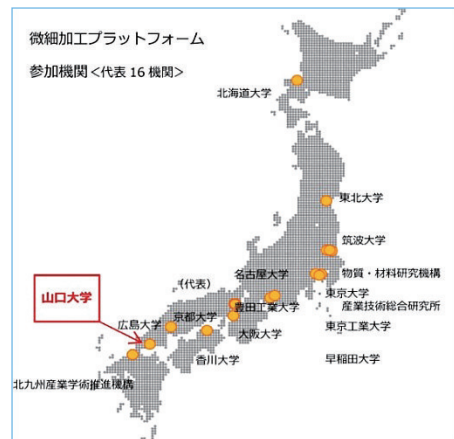 微細加工プラットフォーム
参加機関＜代表 16 機関＞
北海道大学
東北大学
筑波大学
名古屋大学
物質・材料研究機構
（代表）
東京大学
山口大学
豊田工業大学
産業技術総合研究所
広島大学
京都大学
東京工業大学
大阪大学
香川大学
早稲田大学
北九州産業学術推進機構